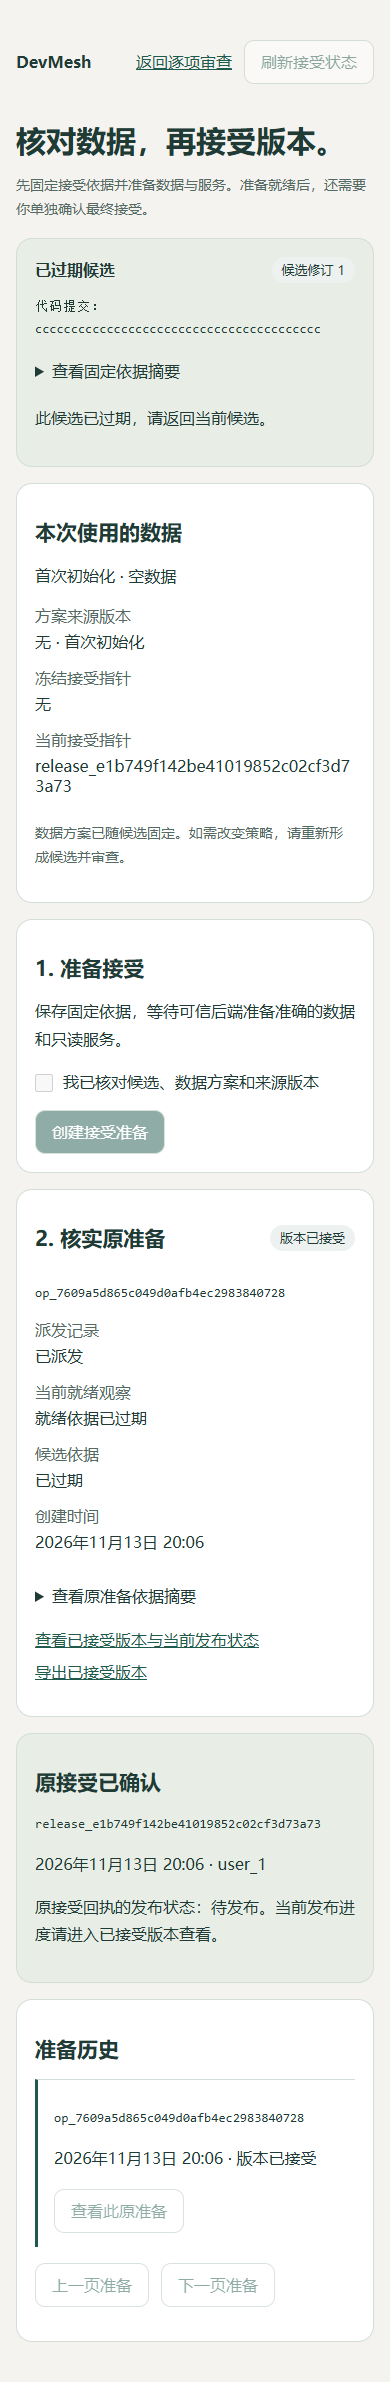 DevMesh
返回逐项审查
刷新接受状态
核对数据，再接受版本。
先固定接受依据并准备数据与服务。准备就绪后，还需要
你单独确认最终接受。
已过期候选
候选修订 1
代码提交：
cccccccccccccccccccccccccccccccccccccccc
▶ 查看固定依据摘要
此候选已过期，请返回当前候选。
本次使用的数据
首次初始化 · 空数据
方案来源版本
无 · 首次初始化
冻结接受指针
无
当前接受指针
release_e1b749f142be41019852c02cf3d7
3a73
数据方案已随候选固定。如需改变策略，请重新形
成候选并审查。
1. 准备接受
保存固定依据，等待可信后端准备准确的数据
和只读服务。
我已核对候选、数据方案和来源版本
创建接受准备
2. 核实原准备
版本已接受
op_7609a5d865c049d0afb4ec2983840728
派发记录
已派发
当前就绪观察
就绪依据已过期
候选依据
已过期
创建时间
2026年11月13日 20:06
▶ 查看原准备依据摘要
查看已接受版本与当前发布状态
导出已接受版本
原接受已确认
release_e1b749f142be41019852c02cf3d73a73
2026年11月13日 20:06 · user_1
原接受回执的发布状态：待发布。当前发布进
度请进入已接受版本查看。
准备历史
op_7609a5d865c049d0afb4ec2983840728
2026年11月13日 20:06 · 版本已接受
查看此原准备
上一页准备
下一页准备